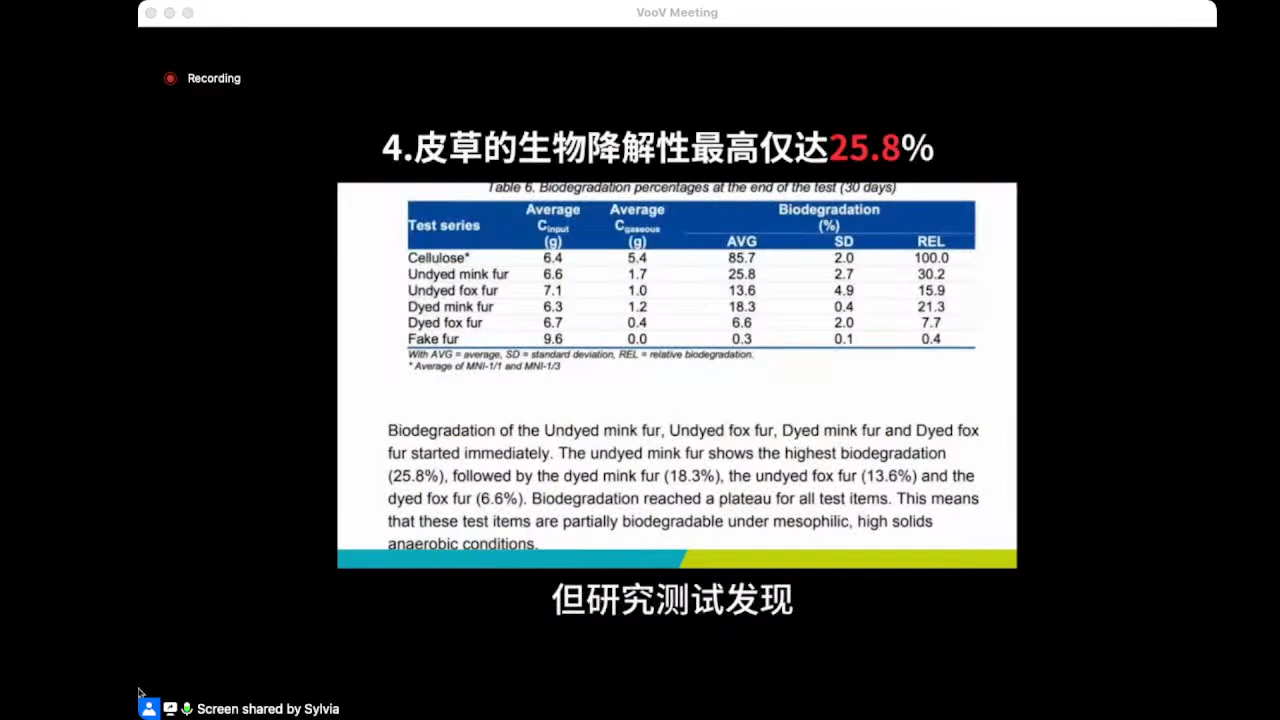 VooV Meeting
Recording
4.皮草的生物降解性最高仅达25.8%
Table 6. Biodegradation percentages at the end of the test (30 days)
Test series Average Cinput (g) Average Cgaseous (g) Biodegradation (%)
AVG SD REL
Cellulose* 6.4 5.4 85.7 2.0 100.0
Undyed mink fur 6.6 1.7 25.8 2.7 30.2
Undyed fox fur 7.1 1.0 13.6 4.9 15.9
Dyed mink fur 6.3 1.2 18.3 0.4 21.3
Dyed fox fur 6.7 0.4 6.6 2.0 7.7
Fake fur 9.6 0.0 0.3 0.1 0.4
With AVG = average, SD = standard deviation, REL = relative biodegradation.
* Average of MNI-1/1 and MNI-1/3
Biodegradation of the Undyed mink fur, Undyed fox fur, Dyed mink fur and Dyed fox
fur started immediately. The undyed mink fur shows the highest biodegradation
(25.8%), followed by the dyed mink fur (18.3%), the undyed fox fur (13.6%) and the
dyed fox fur (6.6%). Biodegradation reached a plateau for all test items. This means
that these test items are partially biodegradable under mesophilic, high solids
anaerobic conditions.
但研究测试发现
Screen shared by Sylvia